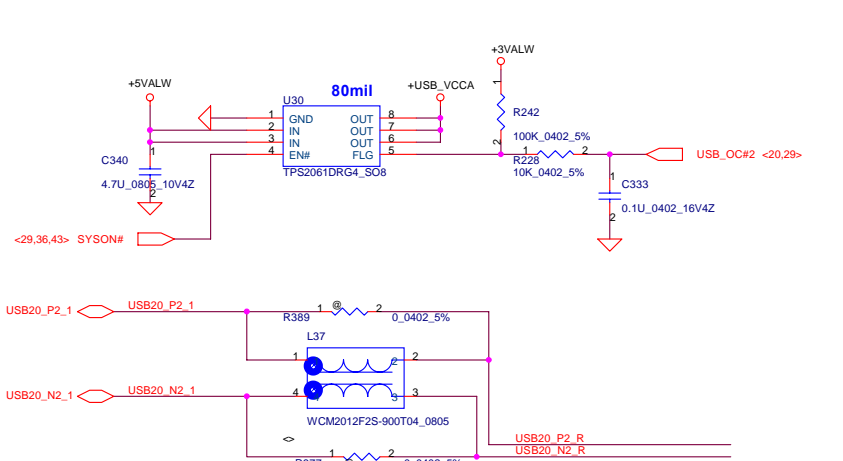 +3VALW
+5VALW
80mil
+USB_VCCA
U30
1 GND OUT 8
2 IN OUT 7
3 IN OUT 6
4 EN# FLG 5
TPS2061DRG4_SO8
1
R242
100K_0402_5%
2
1 R228 2
10K_0402_5%
USB_OC#2 <20,29>
C340
1
4.7U_0805_10V4Z
2
1
C333
0.1U_0402_16V4Z
2
<29,36,43> SYSON#
USB20_P2_1 USB20_P2_1
R389 1 @ 2 0_0402_5%
L37
1 2 2
USB20_N2_1 USB20_N2_1
4 3 3
WCM2012F2S-900T04_0805
<>
USB20_P2_R
USB20_N2_R
1 2